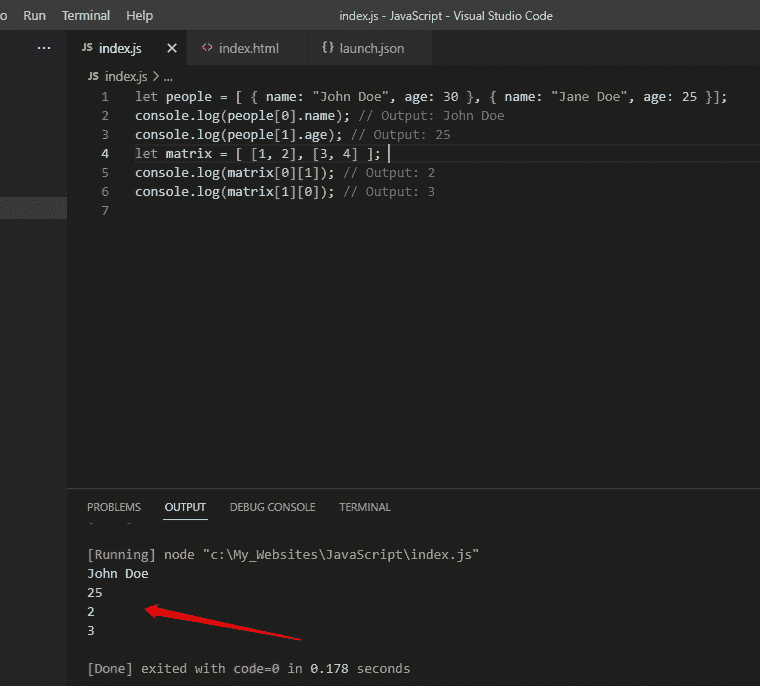 o Run Terminal Help index.js - JavaScript - Visual Studio Code
... JS index.js × <> index.html {} launch.json
JS index.js > ...
1 let people = [ { name: "John Doe", age: 30 }, { name: "Jane Doe", age: 25 }];
2 console.log(people[0].name); // Output: John Doe
3 console.log(people[1].age); // Output: 25
4 let matrix = [ [1, 2], [3, 4] ];
5 console.log(matrix[0][1]); // Output: 2
6 console.log(matrix[1][0]); // Output: 3
7
PROBLEMS OUTPUT DEBUG CONSOLE TERMINAL
[Running] node "c:\My_Websites\JavaScript\index.js"
John Doe
25
2
3
[Done] exited with code=0 in 0.178 seconds